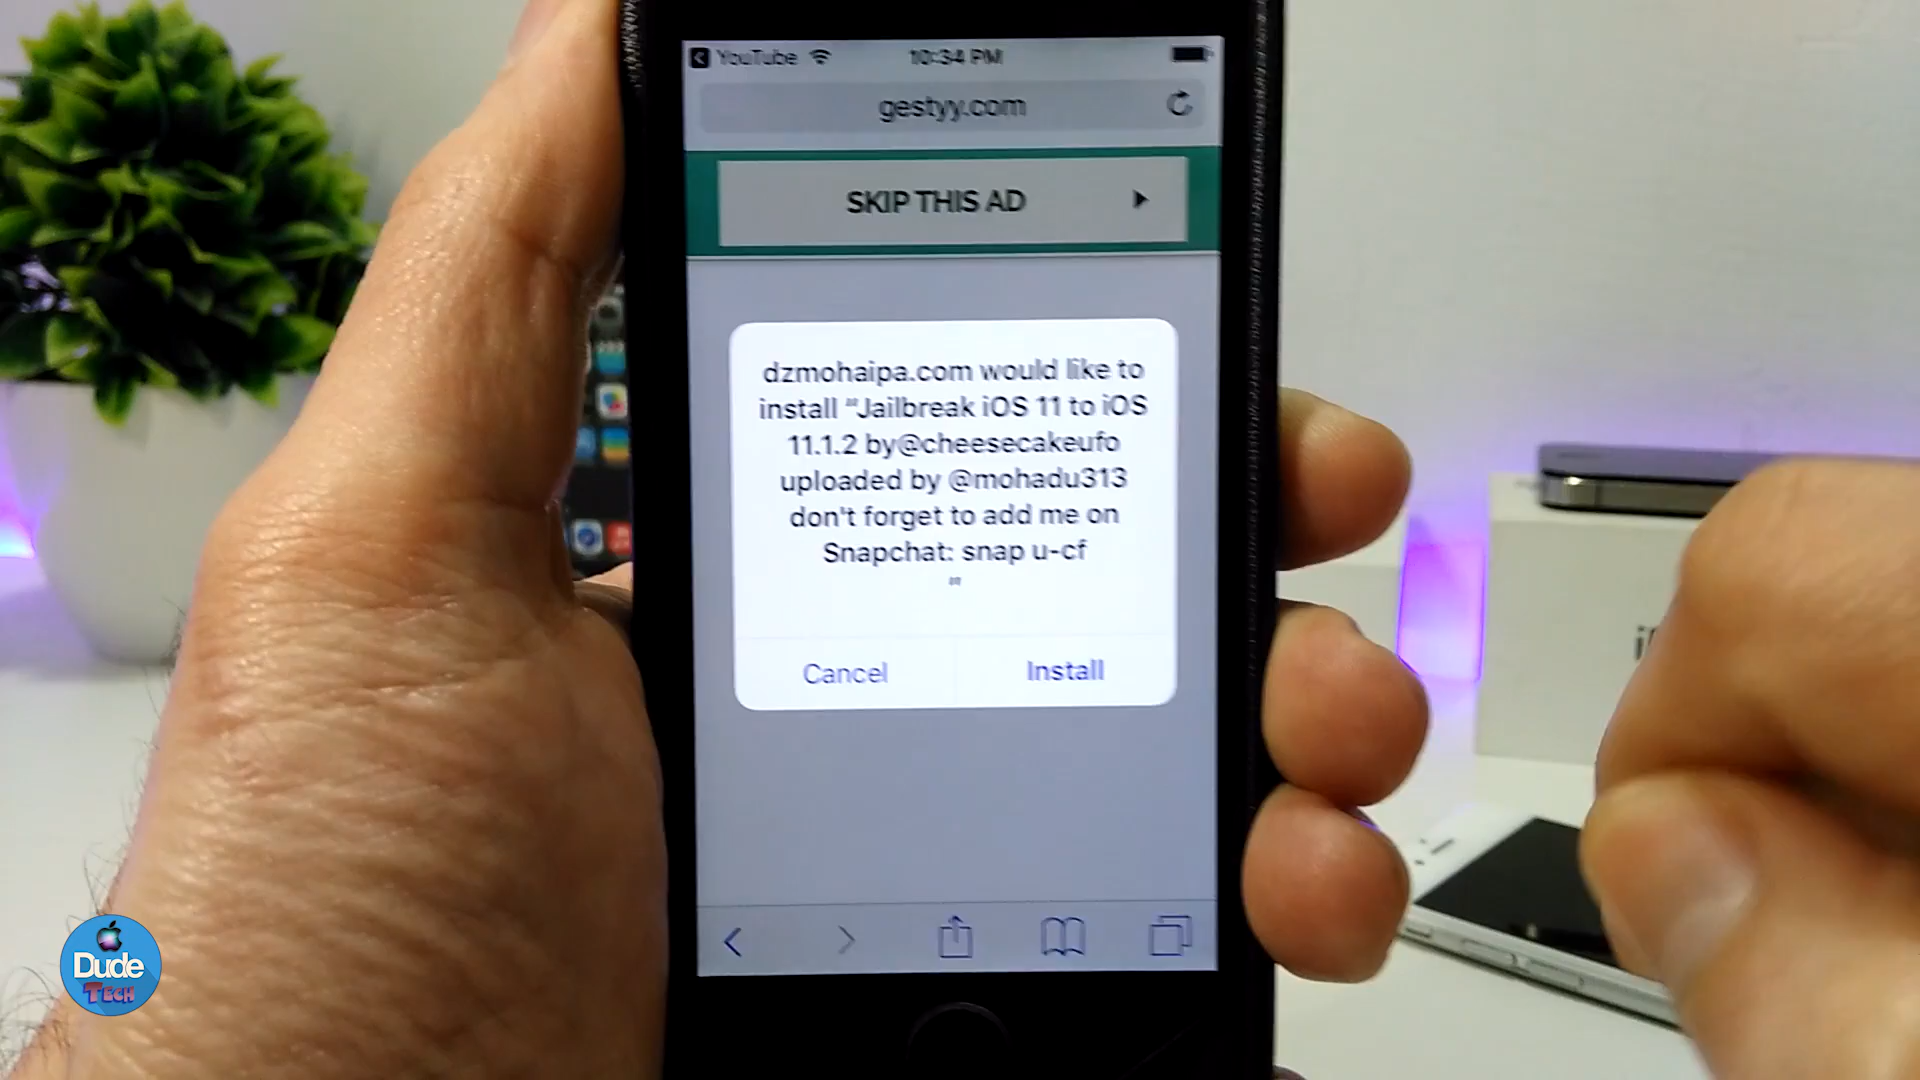 YouTube 10:34 PM
gestyy.com
SKIP THIS AD
dzmohaipa.com would like to
install “Jailbreak iOS 11 to iOS
11.1.2 by@cheesecakeufo
uploaded by @mohadu313
don't forget to add me on
Snapchat: snap u-cf
”
Cancel Install
Dude
TECH